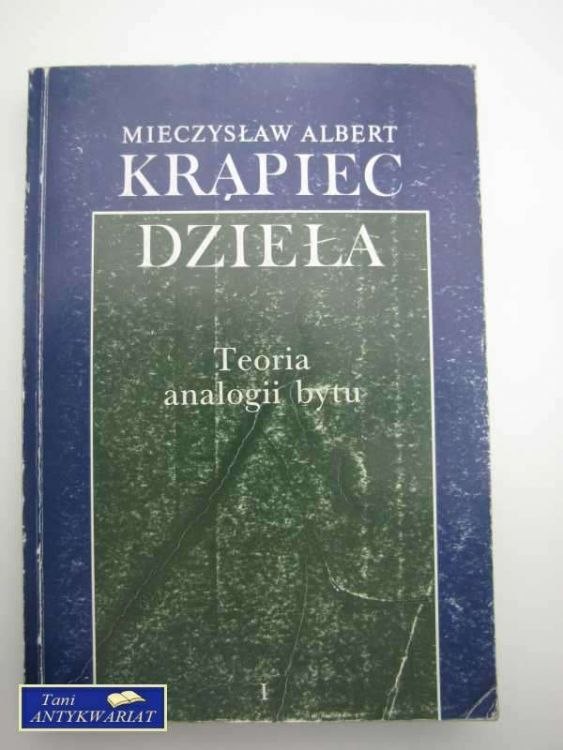 MIECZYSŁAW ALBERT
KRĄPIEC
DZIEŁA
Teoria
analogii bytu
I
Tani
ANTYKWARIAT